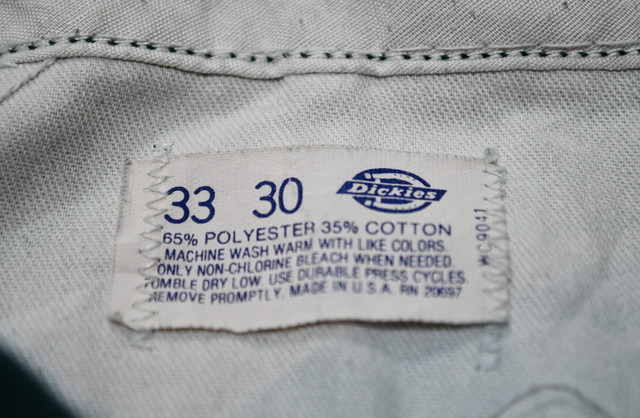 33 30
Dickies
65% POLYESTER 35% COTTON
MACHINE WASH WARM WITH LIKE COLORS.
ONLY NON-CHLORINE BLEACH WHEN NEEDED.
TUMBLE DRY LOW. USE DURABLE PRESS CYCLES.
REMOVE PROMPTLY. MADE IN U.S.A. RN 20697
WC9041